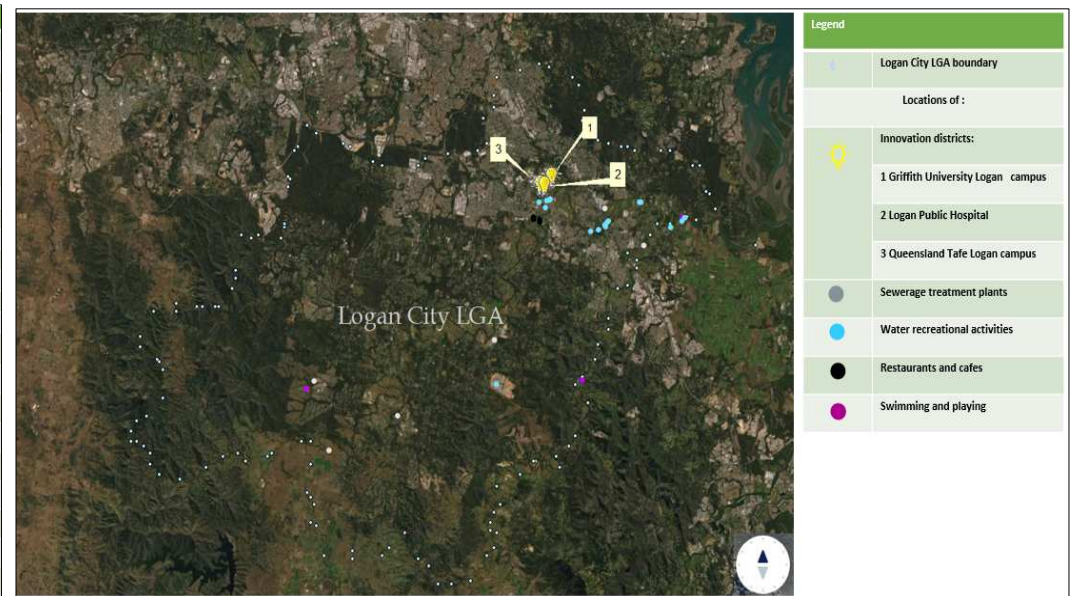 1
3
2
Logan City LGA
Legend
Logan City LGA boundary
Locations of :
Innovation districts:
1 Griffith University Logan campus
2 Logan Public Hospital
3 Queensland Tafe Logan campus
Sewerage treatment plants
Water recreational activities
Restaurants and cafes
Swimming and playing